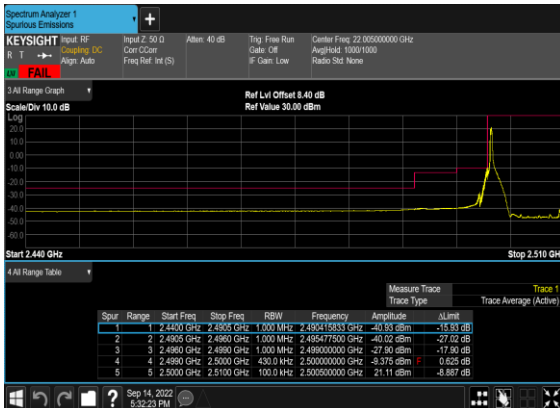 Spectrum Analyzer 1
Spurious Emissions
KEYSIGHT Input: RF Input Z: 50 Ω Atten: 40 dB Trig: Free Run Center Freq: 22.005000000 GHz
R T Coupling: DC Corr CCorr Gate: Off Avg|Hold: 1000/1000
Align: Auto Freq Ref: Int (S) IF Gain: Low Radio Std: None
FAIL
3 All Range Graph Ref Lvl Offset 8.40 dB
Scale/Div 10.0 dB Ref Value 30.00 dBm
Log
20.0
10.0
0.00
-10.0
-20.0
-30.0
-40.0
-50.0
-60.0
Start 2.440 GHz Stop 2.510 GH
4 All Range Table
Measure Trace Trace 1
Trace Type Trace Average (Active)
Spur Range Start Freq Stop Freq RBW Frequency Amplitude ΔLimit
1 1 2.4400 GHz 2.4905 GHz 1.000 MHz 2.490415833 GHz -40.93 dBm -15.93 dB
2 2 2.4905 GHz 2.4960 GHz 1.000 MHz 2.495477500 GHz -40.02 dBm -27.02 dB
3 3 2.4960 GHz 2.4990 GHz 1.000 MHz 2.499000000 GHz -27.90 dBm -17.90 dB
4 4 2.4990 GHz 2.5000 GHz 430.0 kHz 2.500000000 GHz -9.375 dBm F 0.625 dB
5 5 2.5000 GHz 2.5100 GHz 100.0 kHz 2.500500000 GHz 21.11 dBm -8.887 dB
Sep 14, 2022
5:32:23 PM